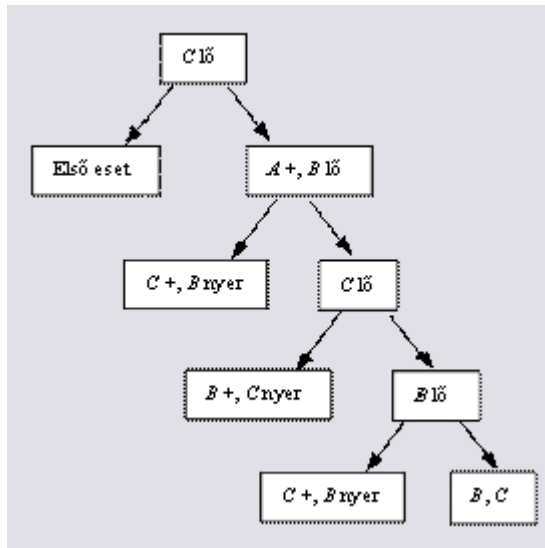 C lő
Első eset
A +, B lő
C +, B nyer
C lő
B +, C nyer
B lő
C +, B nyer
B, C